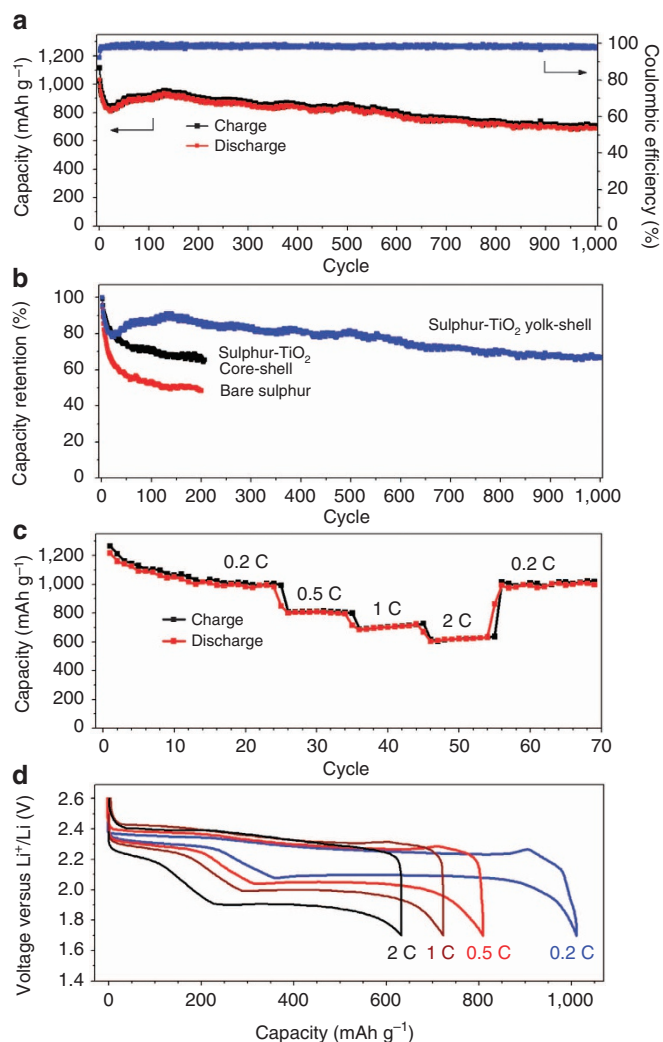 a
1,200
1,000
800
600
400
200
0
Capacity (mAh g⁻¹)
Charge
Discharge
100
80
60
40
20
0
Coulombic efficiency (%)
0 100 200 300 400 500 600 700 800 900 1,000
Cycle
b
100
80
60
40
20
0
Capacity retention (%)
Sulphur-TiO₂ yolk-shell
Sulphur-TiO₂
Core-shell
Bare sulphur
0 100 200 300 400 500 600 700 800 900 1,000
Cycle
c
1,200
1,000
800
600
400
200
0
Capacity (mAh g⁻¹)
0.2 C
0.5 C
1 C
2 C
0.2 C
Charge
Discharge
0 10 20 30 40 50 60 70
Cycle
d
2.6
2.4
2.2
2.0
1.8
1.6
1.4
Voltage versus Li⁺/Li (V)
2 C 1 C 0.5 C 0.2 C
0 200 400 600 800 1,000
Capacity (mAh g⁻¹)